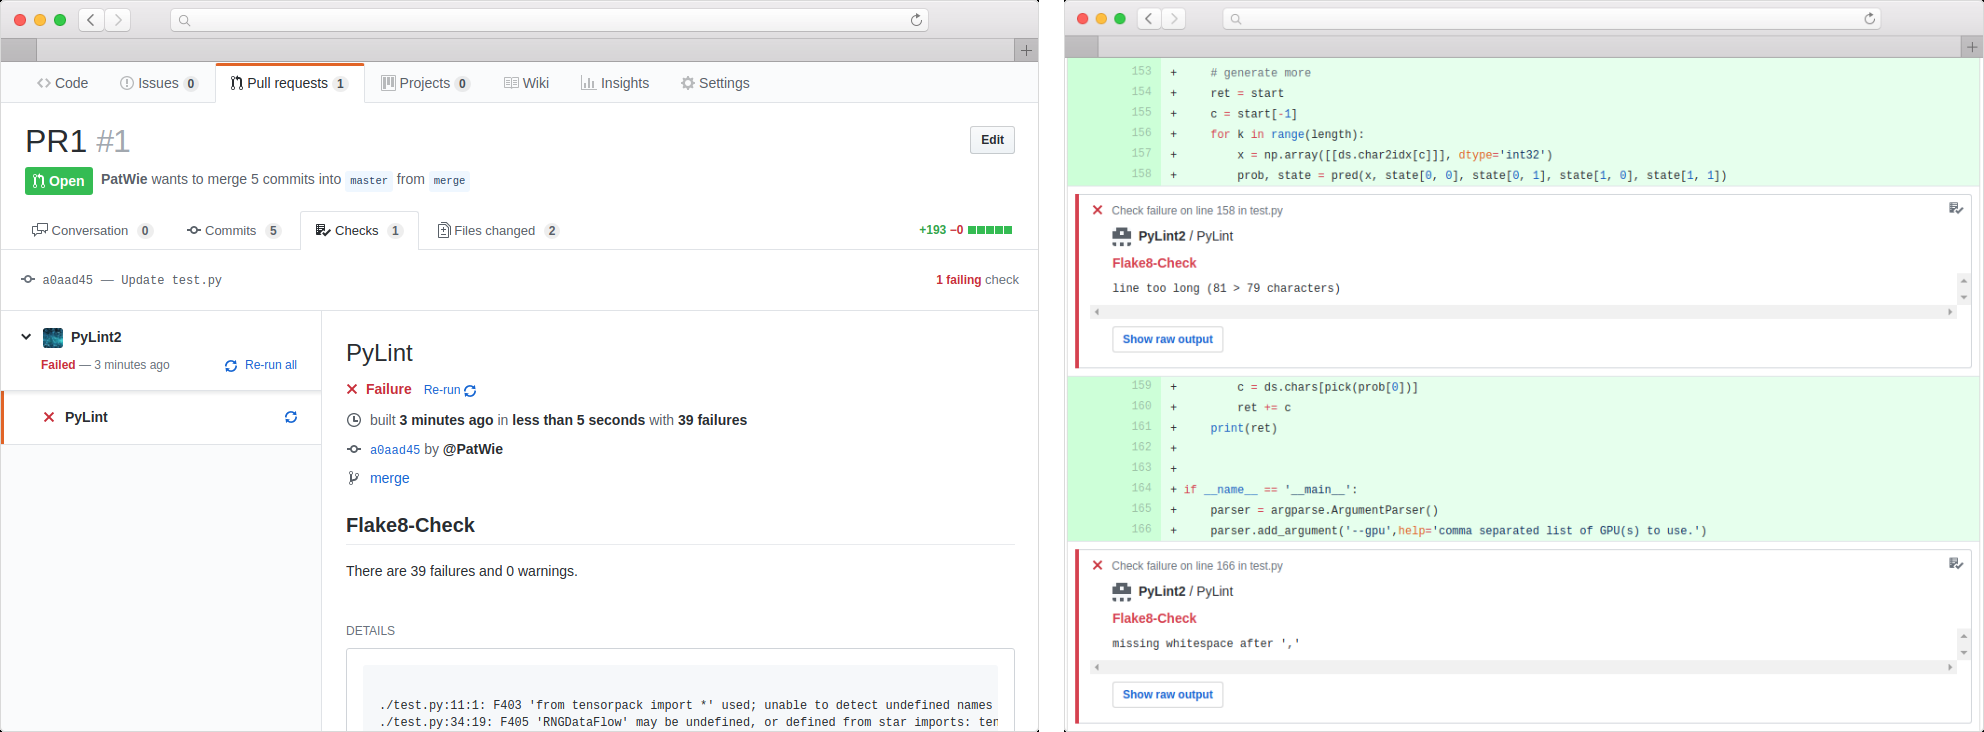 Code Issues 0 Pull requests 1 Projects 0 Wiki Insights Settings
PR1 #1
Edit
Open PatWie wants to merge 5 commits into master from merge
Conversation 0 Commits 5 Checks 1 Files changed 2 +193 −0
a0aad45 — Update test.py 1 failing check
PyLint2
Failed — 3 minutes ago Re-run all
PyLint
PyLint
Failure Re-run
built 3 minutes ago in less than 5 seconds with 39 failures
a0aad45 by @PatWie
merge
Flake8-Check
There are 39 failures and 0 warnings.
DETAILS
./test.py:11:1: F403 'from tensorpack import *' used; unable to detect undefined names
./test.py:34:19: F405 'RNGDataFlow' may be undefined, or defined from star imports: ten
153 + # generate more
154 + ret = start
155 + c = start[-1]
156 + for k in range(length):
157 + x = np.array([[ds.char2idx[c]]], dtype='int32')
158 + prob, state = pred(x, state[0, 0], state[0, 1], state[1, 0], state[1, 1])
Check failure on line 158 in test.py
PyLint2 / PyLint
Flake8-Check
line too long (81 > 79 characters)
Show raw output
159 + c = ds.chars[pick(prob[0])]
160 + ret += c
161 + print(ret)
162 +
163 +
164 + if __name__ == '__main__':
165 + parser = argparse.ArgumentParser()
166 + parser.add_argument('--gpu',help='comma separated list of GPU(s) to use.')
Check failure on line 166 in test.py
PyLint2 / PyLint
Flake8-Check
missing whitespace after ','
Show raw output